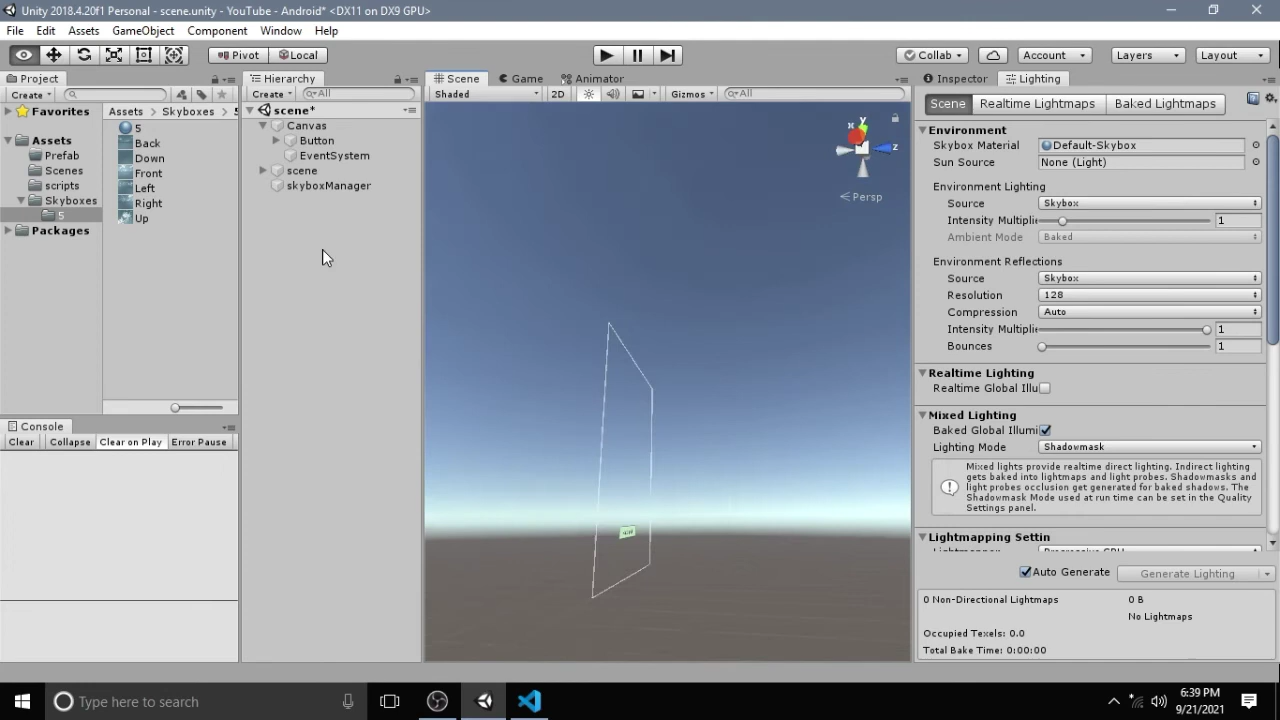 Unity 2018.4.20f1 Personal - scene.unity - YouTube - Android* <DX11 on DX9 GPU>
File Edit Assets GameObject Component Window Help
Pivot Local Collab Account Layers Layout
Project Hierarchy Scene Game Animator Inspector Lighting
Create Create All Shaded 2D Gizmos All Scene Realtime Lightmaps Baked Lightmaps
Favorites
Assets
Prefab
Scenes
scripts
Skyboxes
5
Packages
Assets Skyboxes
5
Back
Down
Front
Left
Right
Up
scene*
Canvas
Button
EventSystem
scene
skyboxManager
y
x
z
Persp
Environment
Skybox Material Default-Skybox
Sun Source None (Light)
Environment Lighting
Source Skybox
Intensity Multiplie 1
Ambient Mode Baked
Environment Reflections
Source Skybox
Resolution 128
Compression Auto
Intensity Multiplie 1
Bounces 1
Realtime Lighting
Realtime Global Illu
Mixed Lighting
Baked Global Illumi
Lighting Mode Shadowmask
Mixed lights provide realtime direct lighting. Indirect lighting
gets baked into lightmaps and light probes. Shadowmasks and
light probes occlusion get generated for baked shadows. The
Shadowmask Mode used at run time can be set in the Quality
Settings panel.
Lightmapping Settin
Auto Generate Generate Lighting
0 Non-Directional Lightmaps 0 B
No Lightmaps
Occupied Texels: 0.0
Total Bake Time: 0:00:00
Console
Clear Collapse Clear on Play Error Pause
Type here to search
6:39 PM
9/21/2021